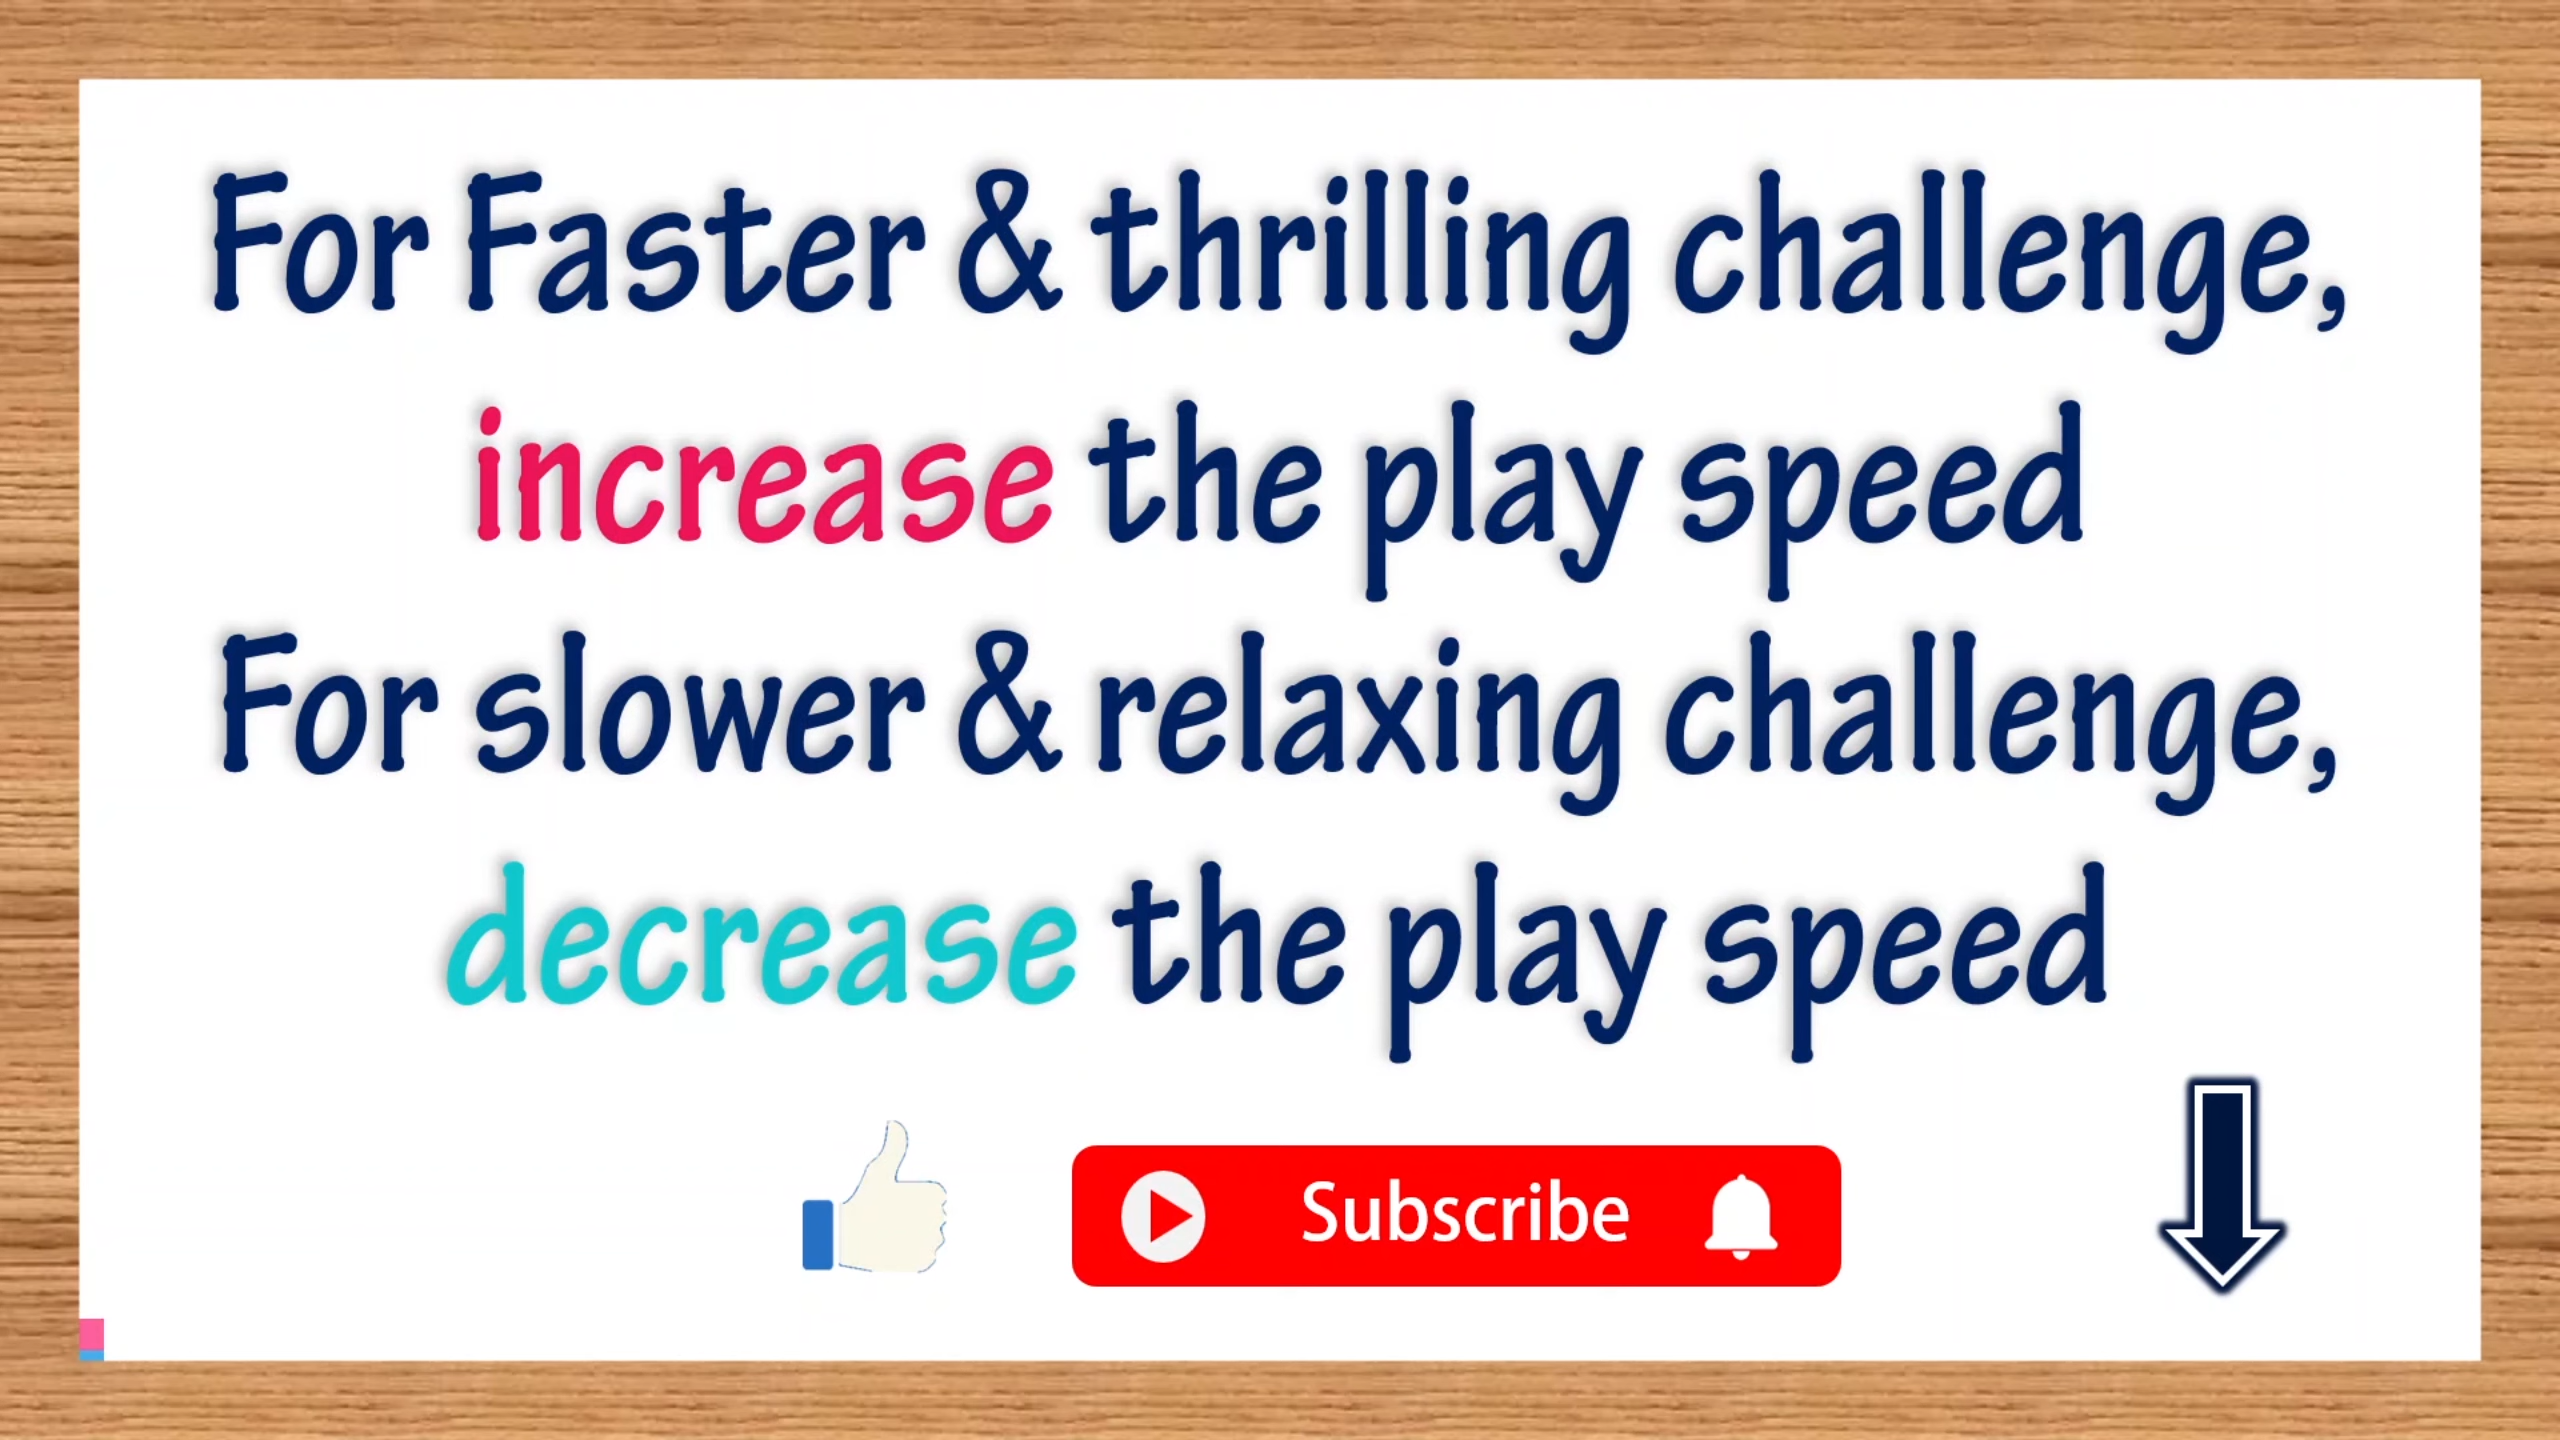 For Faster & thrilling challenge,
increase the play speed
For slower & relaxing challenge,
decrease the play speed
Subscribe